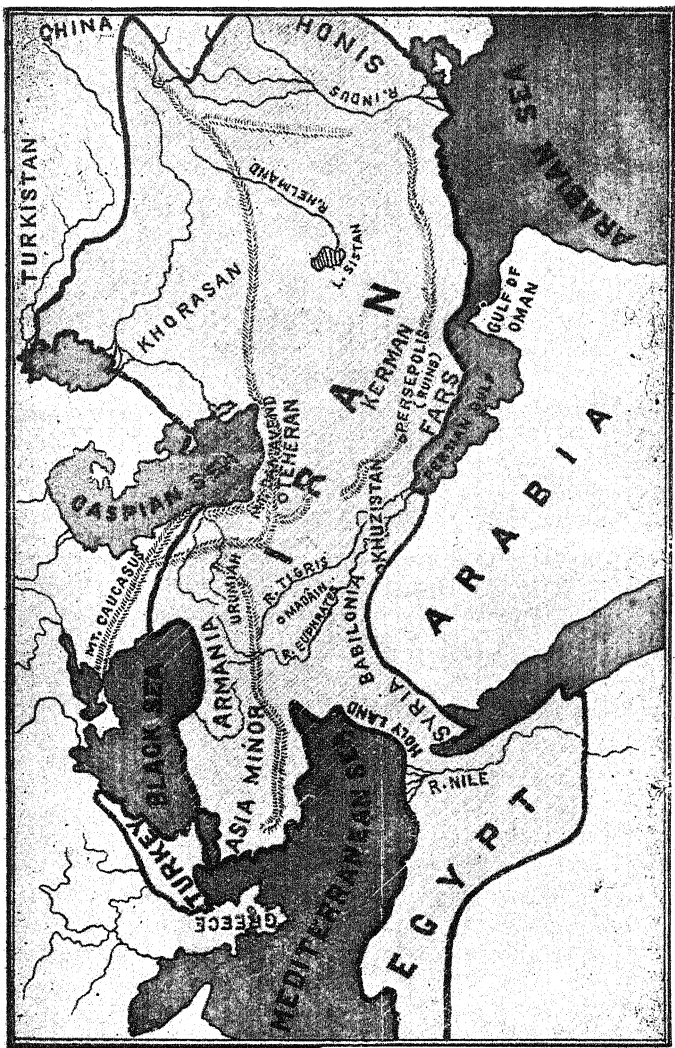 CHINA
SINDH
R. INDUS
ARABIAN SEA
TURKISTAN
R. HELMAND
L. SISTAN
KHORASAN
GULF OF
OMAN
IRAN
KERMAN
PERSEPOLIS
(RUINS)
FARS
PERSIAN GULF
ARABIA
CASPIAN SEA
TEHERAN
KHUZISTAN
MT. CAUCASUS
URUMIAH
R. TIGRIS
MADAIN
R. EUPHRATES
BABILONIA
ARMANIA
BLACK SEA
ASIA MINOR
HOLY LAND
SYRIA
R. NILE
TURKEY
GREECE
MEDITERRANEAN SEA
EGYPT